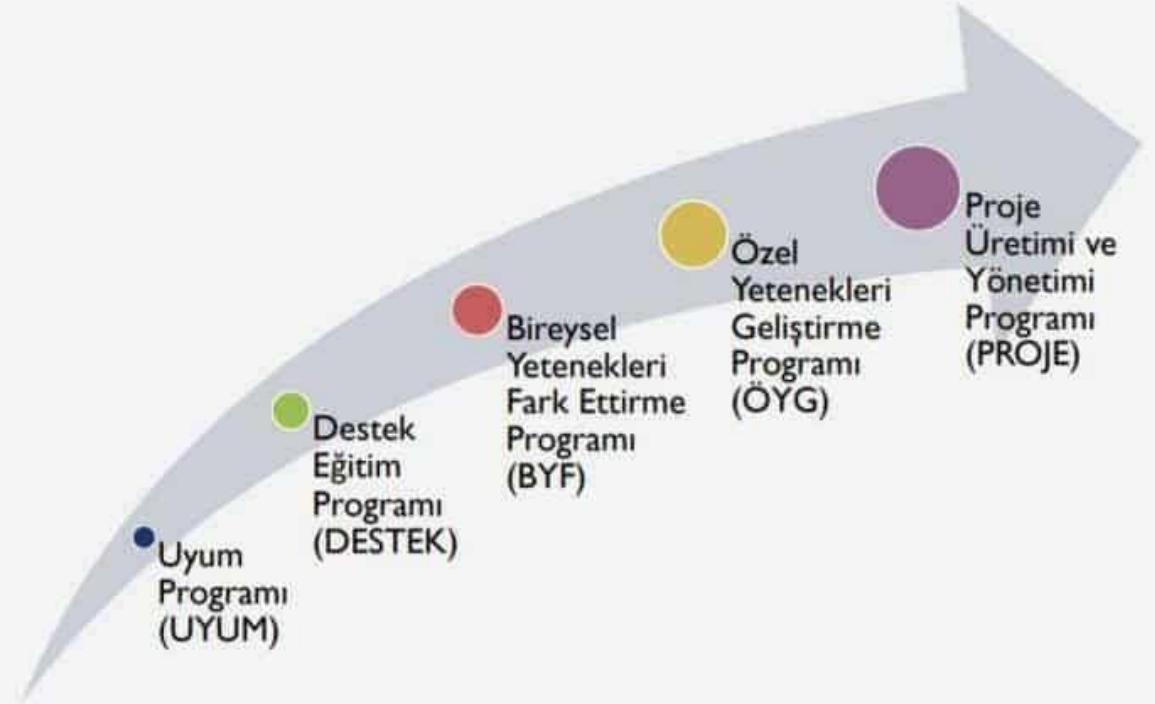 Uyum
Programı
(UYUM)
Destek
Eğitim
Programı
(DESTEK)
Bireysel
Yetenekleri
Fark Ettirme
Programı
(BYF)
Özel
Yetenekleri
Geliştirme
Programı
(ÖYG)
Proje
Üretimi ve
Yönetimi
Programı
(PROJE)